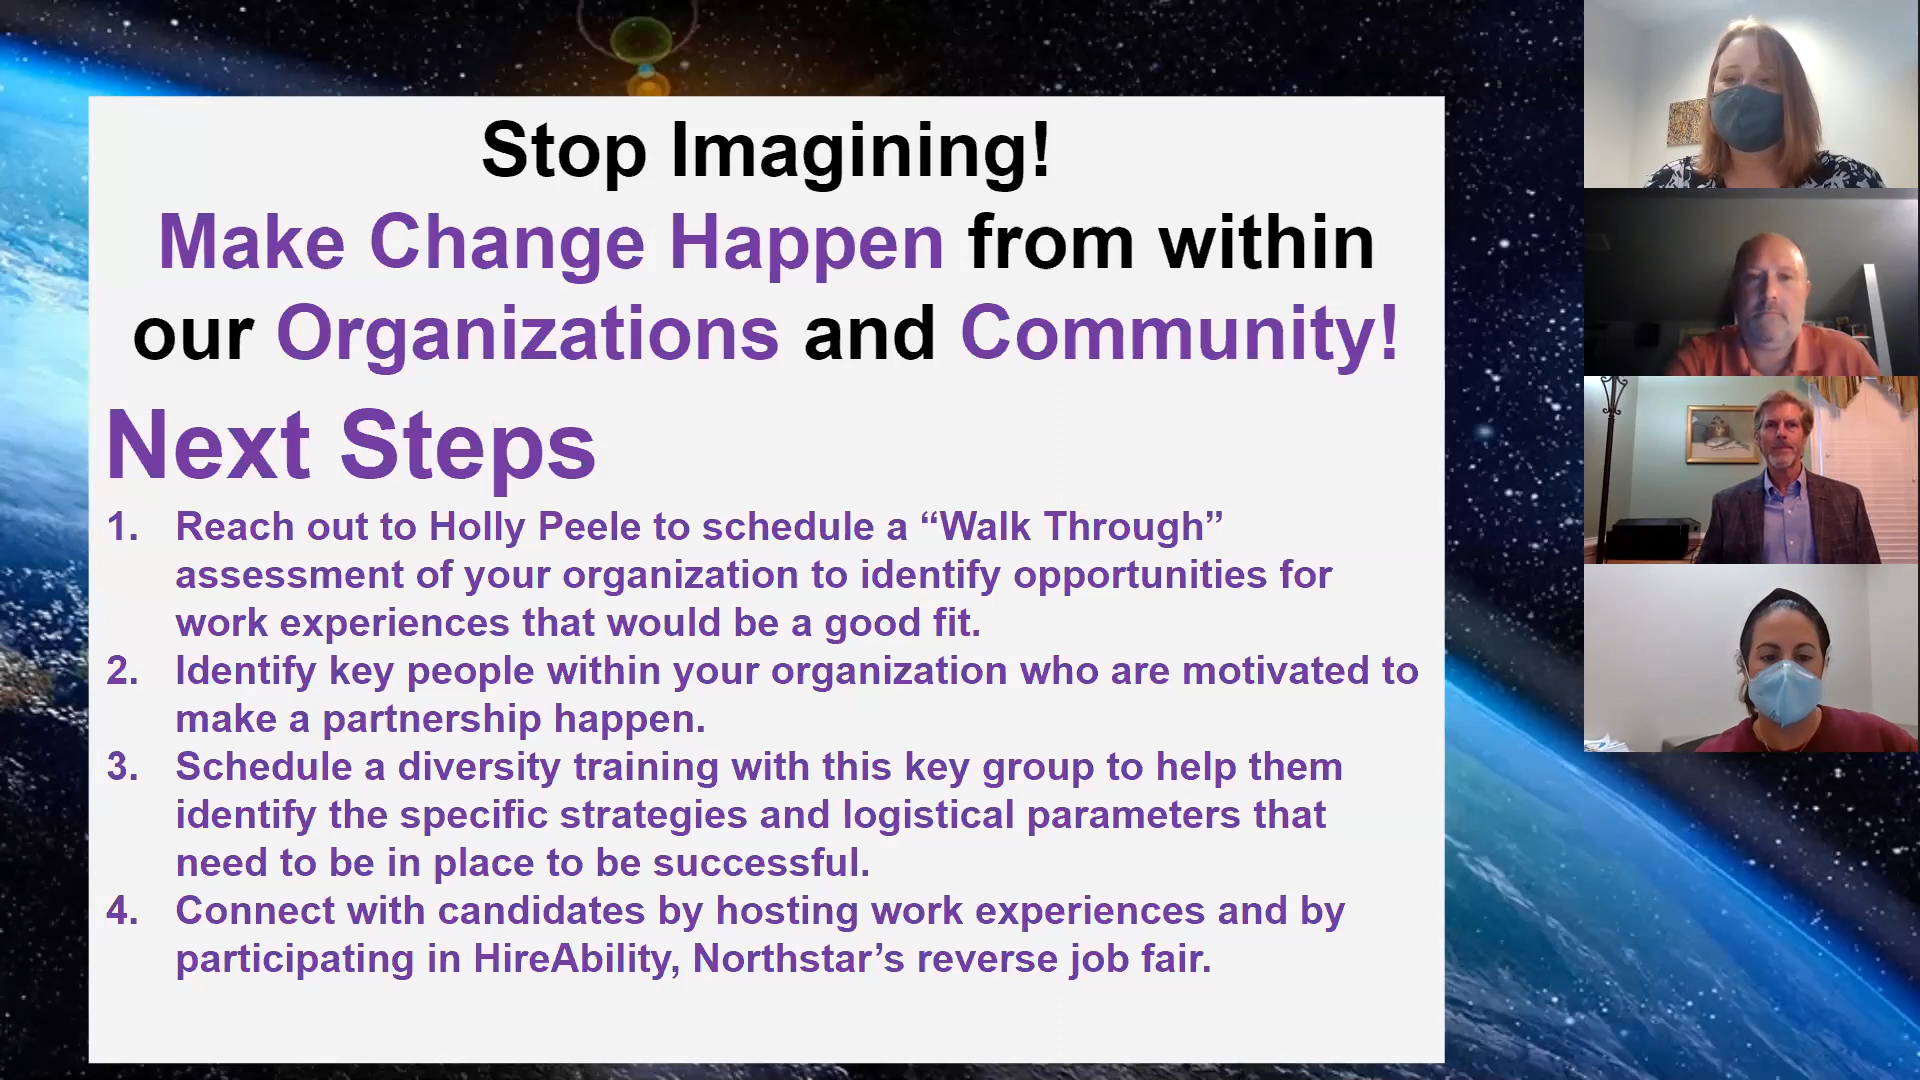 Stop Imagining!
Make Change Happen from within
our Organizations and Community!
Next Steps
1. Reach out to Holly Peele to schedule a “Walk Through”
assessment of your organization to identify opportunities for
work experiences that would be a good fit.
2. Identify key people within your organization who are motivated to
make a partnership happen.
3. Schedule a diversity training with this key group to help them
identify the specific strategies and logistical parameters that
need to be in place to be successful.
4. Connect with candidates by hosting work experiences and by
participating in HireAbility, Northstar’s reverse job fair.